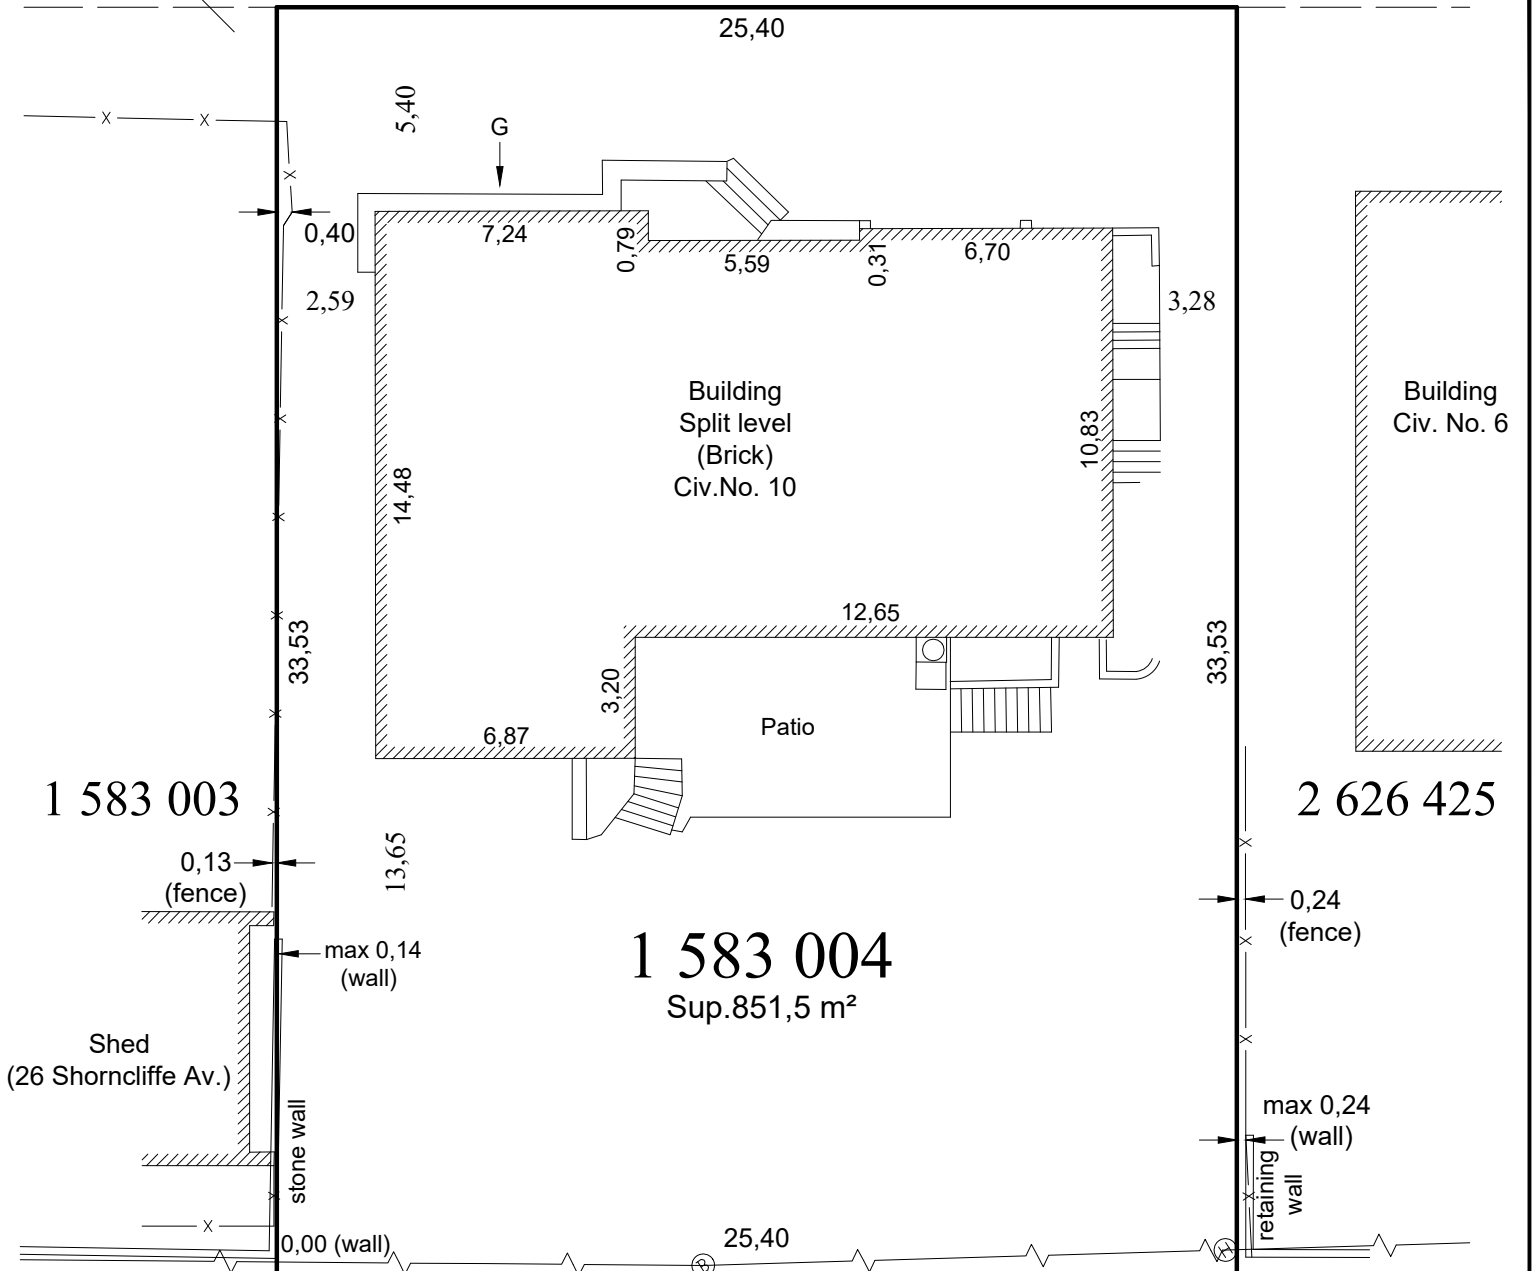 25,40
5,40
G
0,40
7,24
0,79
5,59
0,31
6,70
2,59
3,28
Building
Split level
(Brick)
Civ.No. 10
Building
Civ. No. 6
14,48
10,83
12,65
33,53
33,53
3,20
6,87
Patio
1 583 003
2 626 425
0,13
(fence)
13,65
0,24
(fence)
max 0,14
(wall)
1 583 004
Sup.851,5 m²
Shed
(26 Shorncliffe Av.)
stone wall
max 0,24
(wall)
retaining
wall
0,00 (wall)
25,40